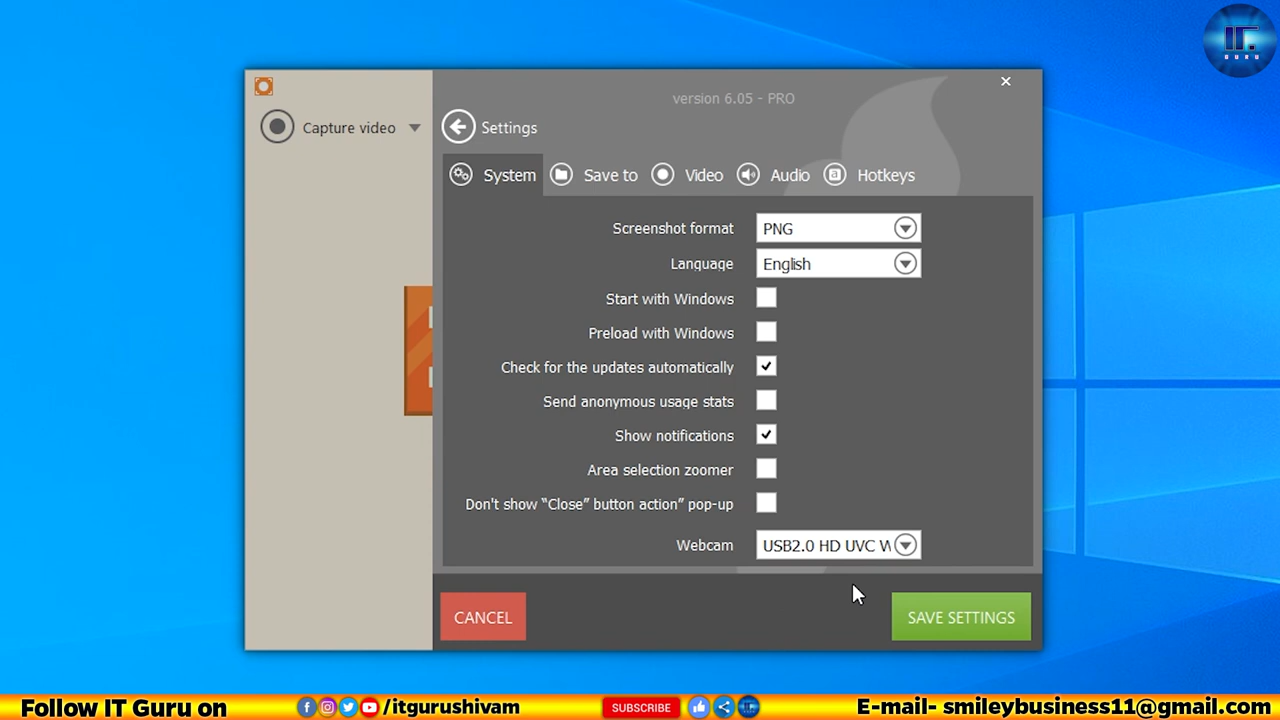 IT.
GURU
version 6.05 - PRO
Capture video
Settings
System
Save to
Video
Audio
Hotkeys
Screenshot format
PNG
Language
English
Start with Windows
Preload with Windows
Check for the updates automatically
Send anonymous usage stats
Show notifications
Area selection zoomer
Don't show “Close” button action” pop-up
Webcam
USB2.0 HD UVC W
CANCEL
SAVE SETTINGS
Follow IT Guru on
/itgurushivam
SUBSCRIBE
E-mail- smileybusiness11@gmail.com